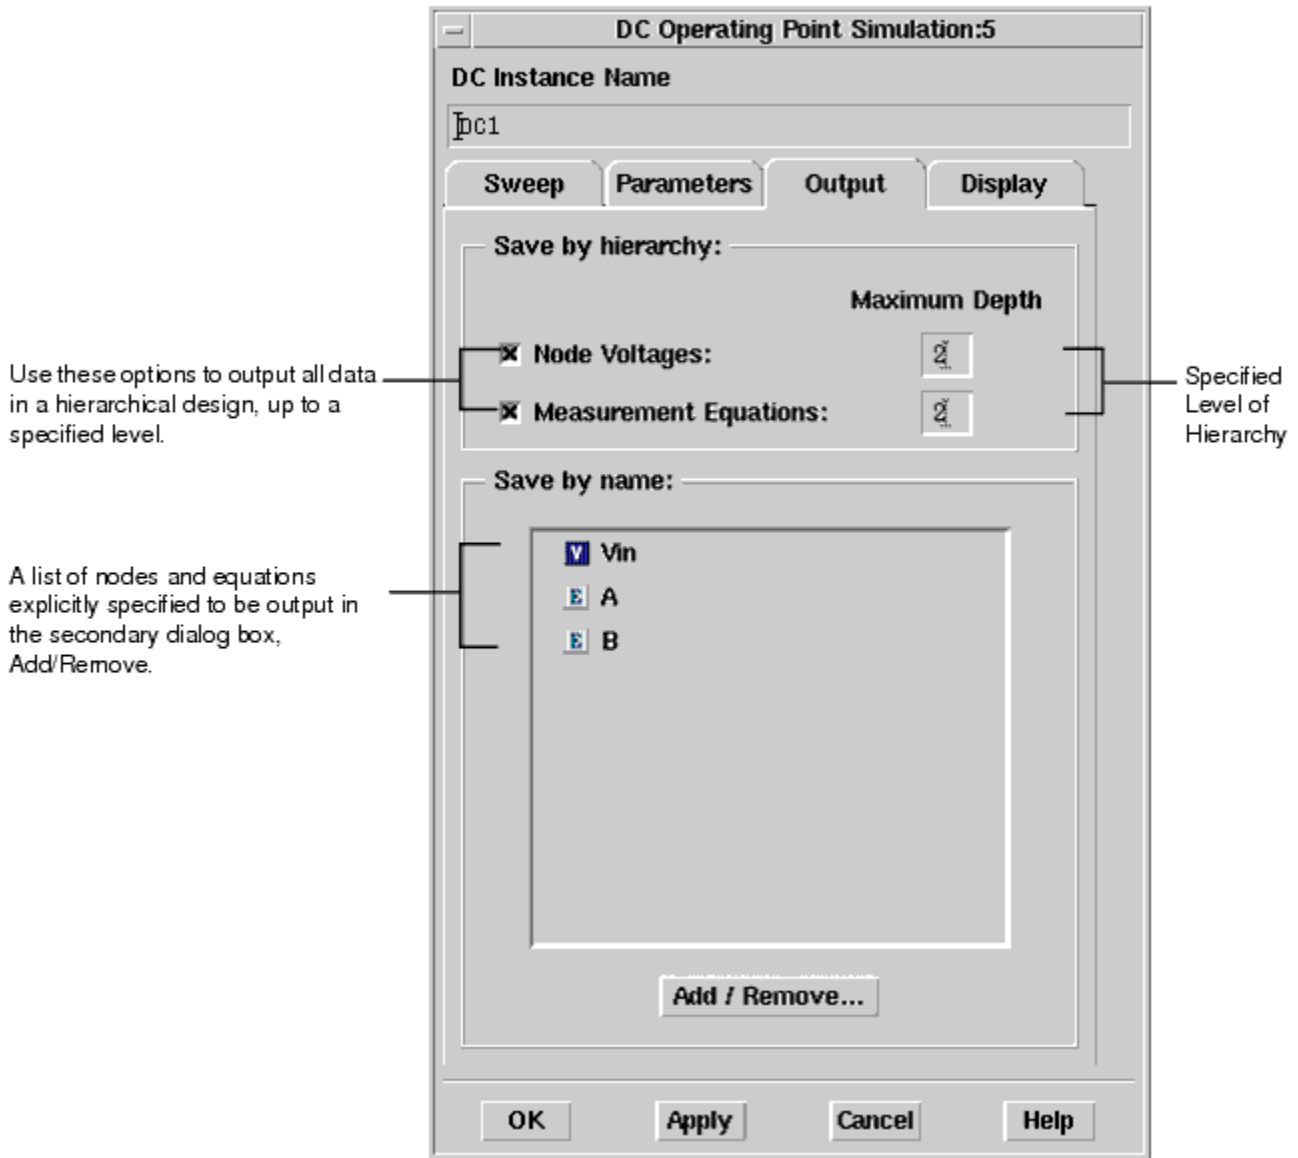 DC Operating Point Simulation:5
DC Instance Name
DC1
Sweep Parameters Output Display
Save by hierarchy:
Maximum Depth
Node Voltages: 2
Measurement Equations: 2
Use these options to output all data
in a hierarchical design, up to a
specified level.
Specified
Level of
Hierarchy
Save by name:
V Vin
E A
E B
A list of nodes and equations
explicitly specified to be output in
the secondary dialog box,
Add/Remove.
Add / Remove...
OK Apply Cancel Help